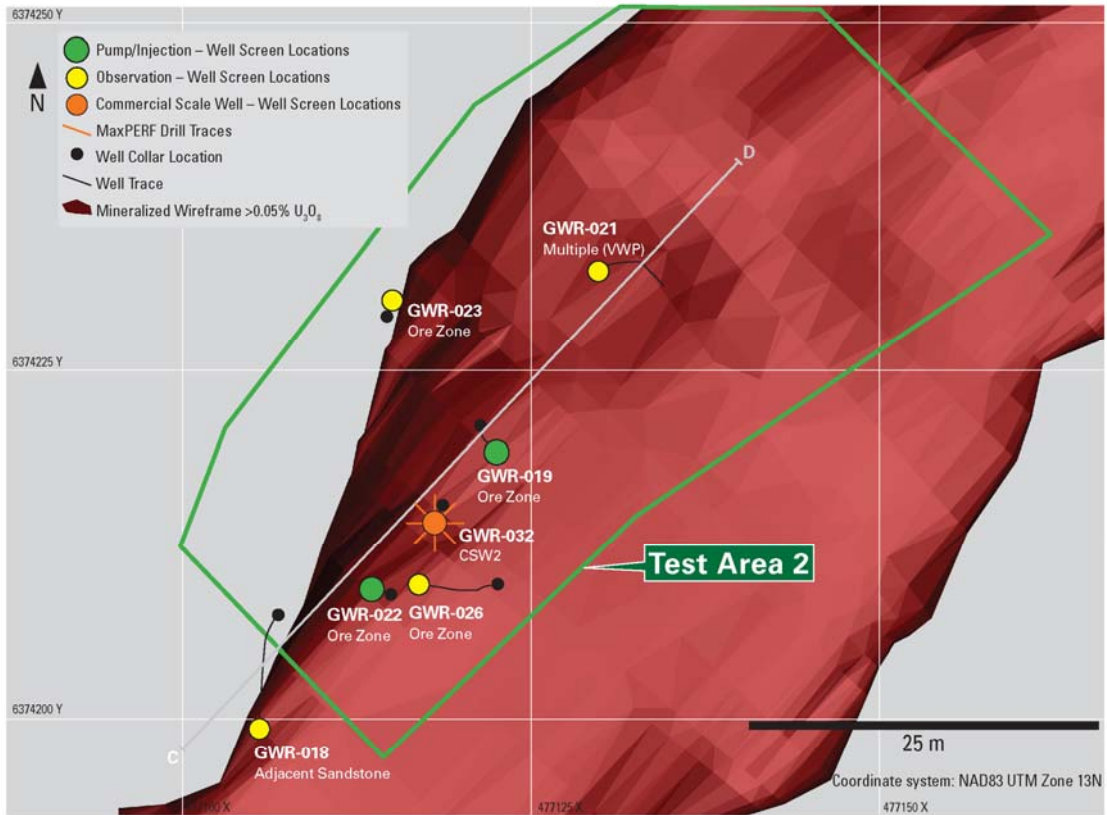 6374250 Y
Pump/Injection – Well Screen Locations
Observation – Well Screen Locations
Commercial Scale Well – Well Screen Locations
MaxPERF Drill Traces
Well Collar Location
Well Trace
Mineralized Wireframe >0.05% U₃O₈
N
D
GWR-021
Multiple (VWP)
GWR-023
Ore Zone
6374225 Y
GWR-019
Ore Zone
GWR-032
CSW2
Test Area 2
GWR-022
Ore Zone
GWR-026
Ore Zone
6374200 Y
C
GWR-018
Adjacent Sandstone
25 m
Coordinate system: NAD83 UTM Zone 13N
477100 X
477125 X
477150 X